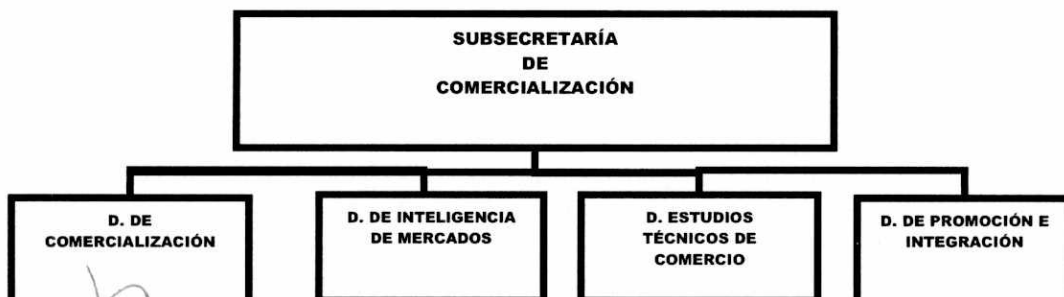 SUBSECRETARÍA
DE
COMERCIALIZACIÓN
D. DE
COMERCIALIZACIÓN
D. DE INTELIGENCIA
DE MERCADOS
D. ESTUDIOS
TÉCNICOS DE
COMERCIO
D. DE PROMOCIÓN E
INTEGRACIÓN